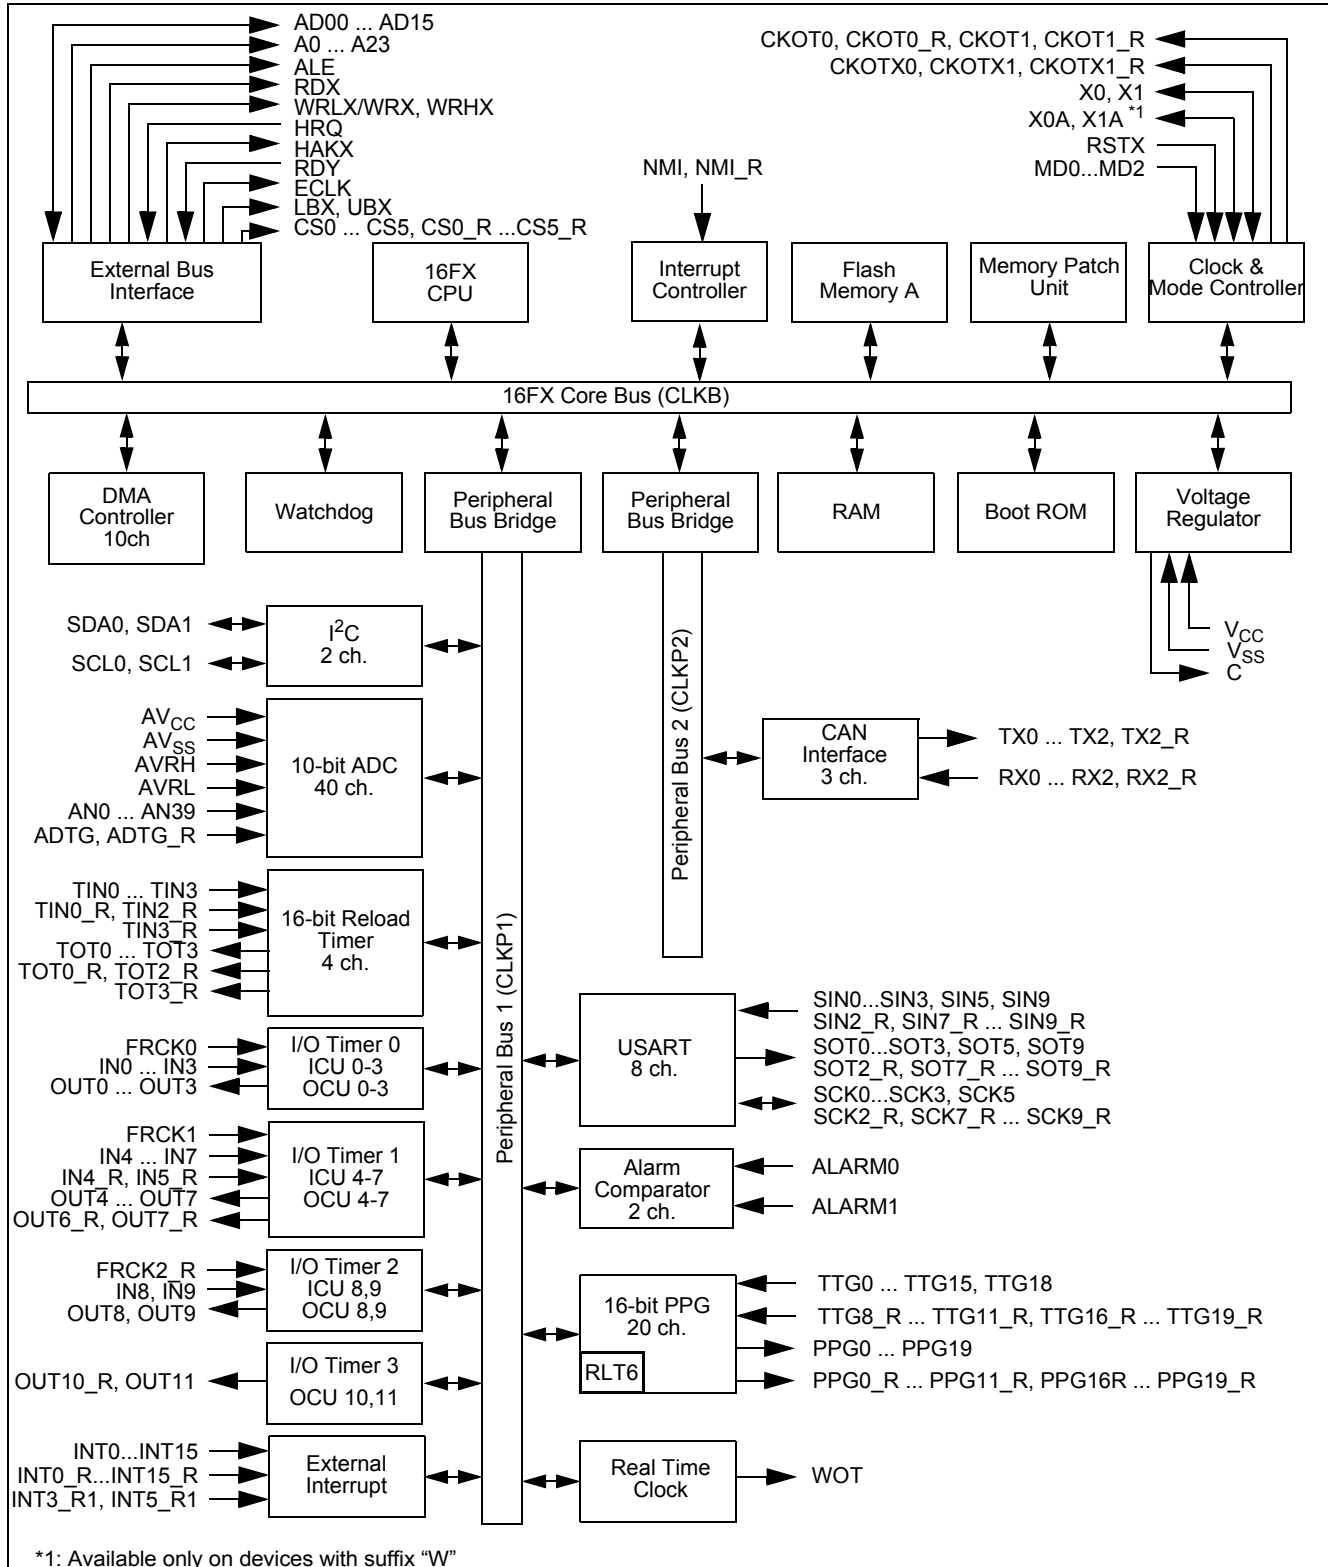 AD00 ... AD15
A0 ... A23
ALE
RDX
WRLX/WRX, WRHX
HRQ
HAKX
RDY
ECLK
LBX, UBX
CS0 ... CS5, CS0_R ...CS5_R
NMI, NMI_R
CKOT0, CKOT0_R, CKOT1, CKOT1_R
CKOTX0, CKOTX1, CKOTX1_R
X0, X1
X0A, X1A *1
RSTX
MD0...MD2
External Bus
Interface
16FX
CPU
Interrupt
Controller
Flash
Memory A
Memory Patch
Unit
Clock &
Mode Controller
16FX Core Bus (CLKB)
DMA
Controller
10ch
Watchdog
Peripheral
Bus Bridge
Peripheral
Bus Bridge
RAM
Boot ROM
Voltage
Regulator
VCC
VSS
C
Peripheral Bus 1 (CLKP1)
Peripheral Bus 2 (CLKP2)
SDA0, SDA1
SCL0, SCL1
I2C
2 ch.
AVCC
AVSS
AVRH
AVRL
AN0 ... AN39
ADTG, ADTG_R
10-bit ADC
40 ch.
TIN0 ... TIN3
TIN0_R, TIN2_R
TIN3_R
TOT0 ... TOT3
TOT0_R, TOT2_R
TOT3_R
16-bit Reload
Timer
4 ch.
FRCK0
IN0 ... IN3
OUT0 ... OUT3
I/O Timer 0
ICU 0-3
OCU 0-3
FRCK1
IN4 ... IN7
IN4_R, IN5_R
OUT4 ... OUT7
OUT6_R, OUT7_R
I/O Timer 1
ICU 4-7
OCU 4-7
FRCK2_R
IN8, IN9
OUT8, OUT9
I/O Timer 2
ICU 8,9
OCU 8,9
OUT10_R, OUT11
I/O Timer 3
OCU 10,11
INT0...INT15
INT0_R...INT15_R
INT3_R1, INT5_R1
External
Interrupt
CAN
Interface
3 ch.
TX0 ... TX2, TX2_R
RX0 ... RX2, RX2_R
USART
8 ch.
SIN0...SIN3, SIN5, SIN9
SIN2_R, SIN7_R ... SIN9_R
SOT0...SOT3, SOT5, SOT9
SOT2_R, SOT7_R ... SOT9_R
SCK0...SCK3, SCK5
SCK2_R, SCK7_R ... SCK9_R
Alarm
Comparator
2 ch.
ALARM0
ALARM1
16-bit PPG
20 ch.
RLT6
TTG0 ... TTG15, TTG18
TTG8_R ... TTG11_R, TTG16_R ... TTG19_R
PPG0 ... PPG19
PPG0_R ... PPG11_R, PPG16R ... PPG19_R
Real Time
Clock
WOT
*1: Available only on devices with suffix “W”